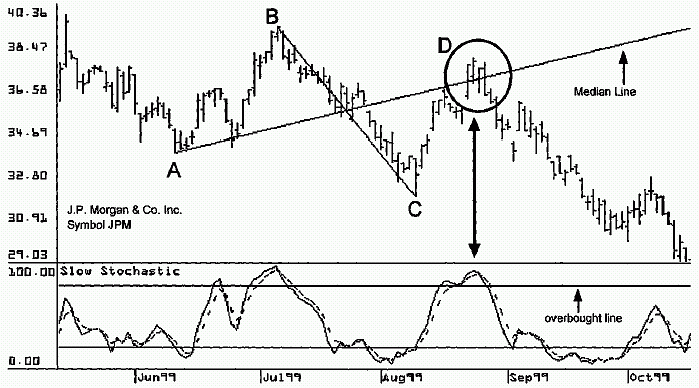 40.36
B
38.47
D
36.58
Median Line
34.69
A
32.80
C
J.P. Morgan & Co. Inc.
30.91
Symbol JPM
29.03
100.00
Slow Stochastic
overbought line
0.00
Jun99
Jul99
Aug99
Sep99
Oct99